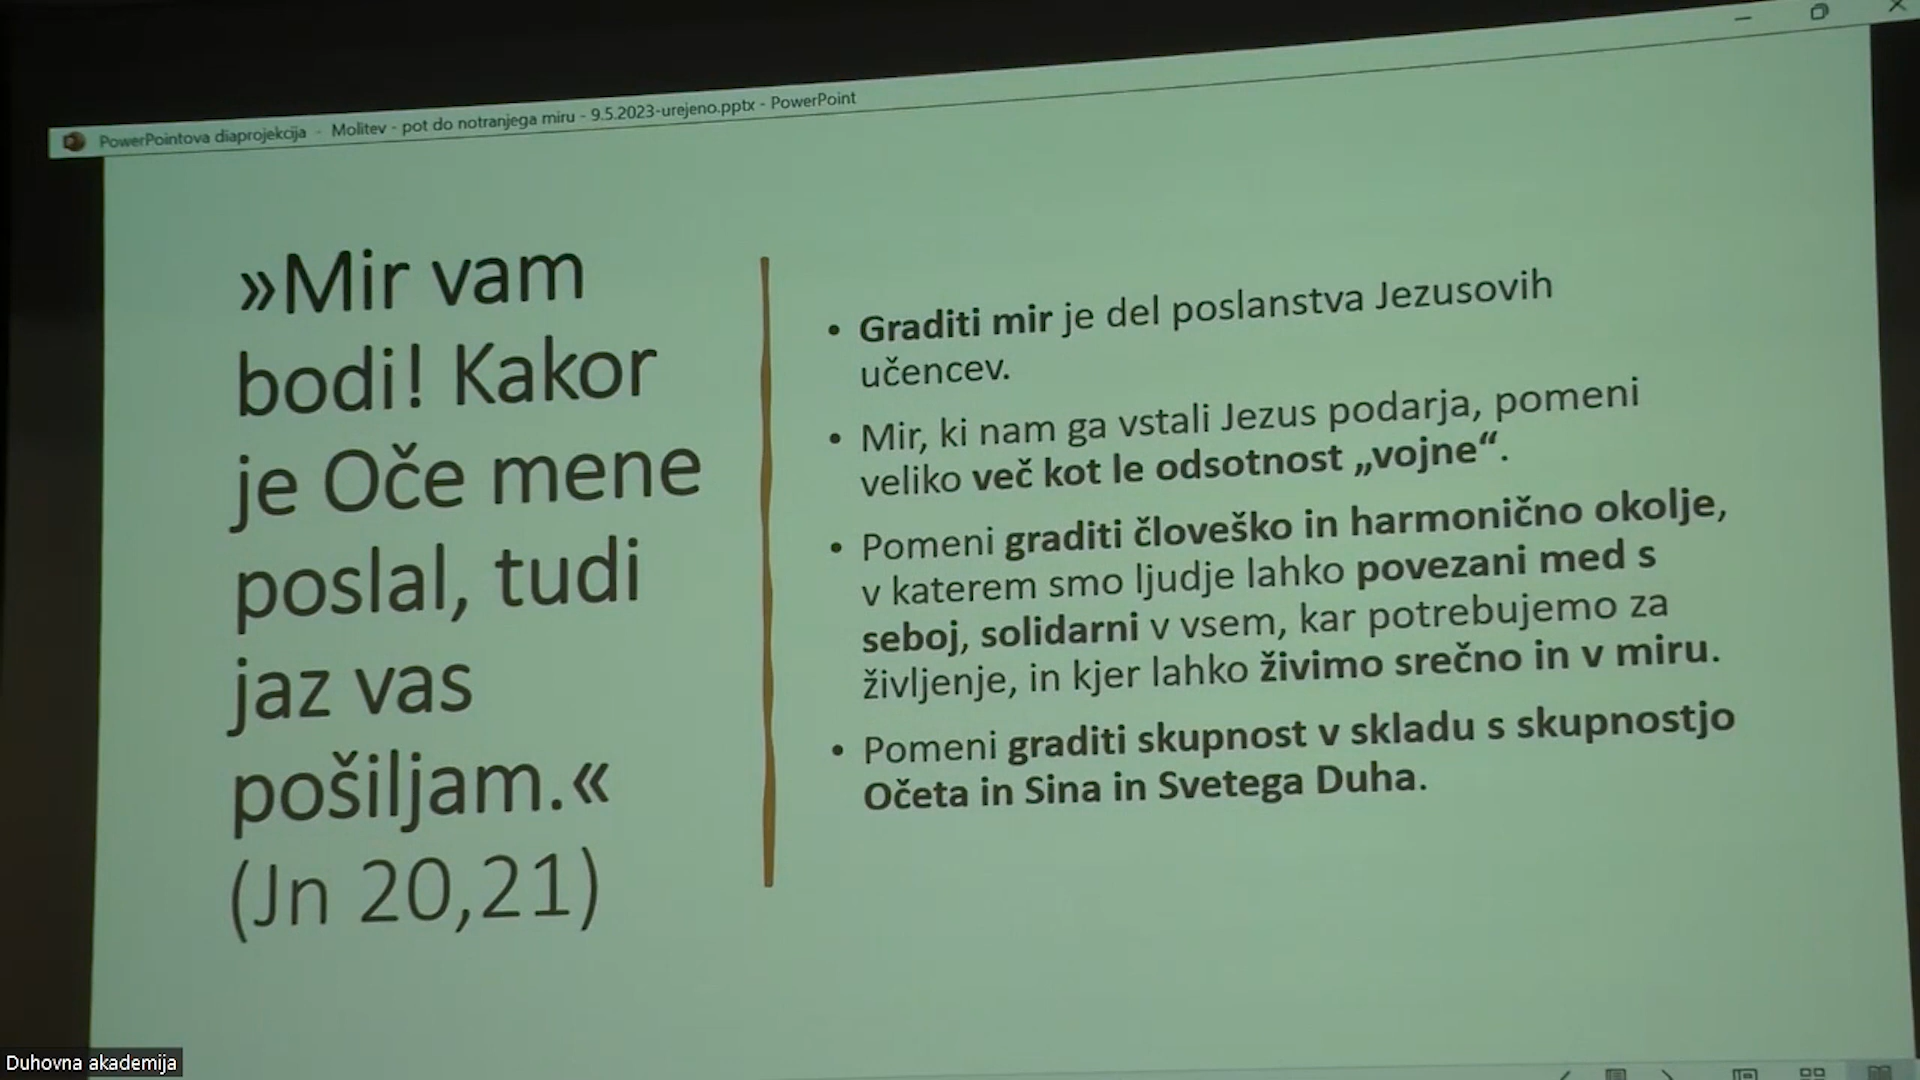 PowerPointova diaprojekcija - Molitev - pot do notranjega miru - 9.5.2023-urejeno.pptx - PowerPoint
»Mir vam
bodi! Kakor
je Oče mene
poslal, tudi
jaz vas
pošiljam.«
(Jn 20,21)
• Graditi mir je del poslanstva Jezusovih
učencev.
• Mir, ki nam ga vstali Jezus podarja, pomeni
veliko več kot le odsotnost „vojne“.
• Pomeni graditi človeško in harmonično okolje,
v katerem smo ljudje lahko povezani med s
seboj, solidarni v vsem, kar potrebujemo za
življenje, in kjer lahko živimo srečno in v miru.
• Pomeni graditi skupnost v skladu s skupnostjo
Očeta in Sina in Svetega Duha.
Duhovna akademija